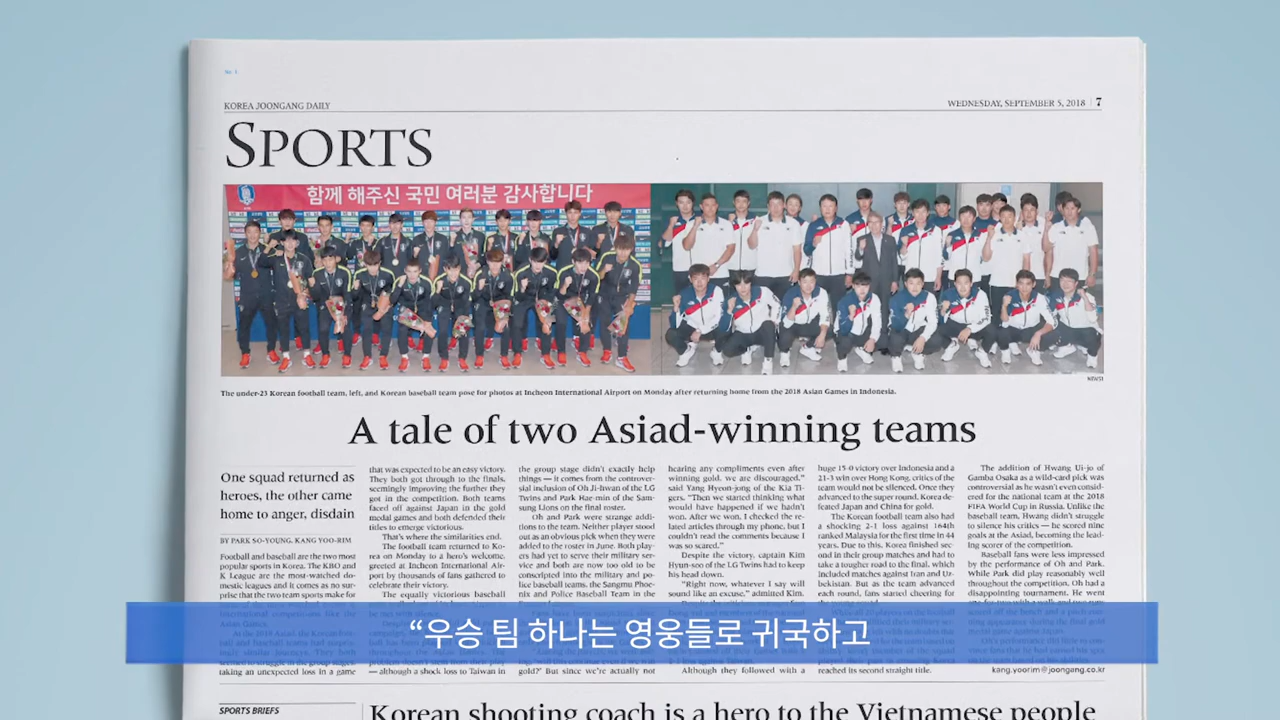 KOREA JOONGANG DAILY
WEDNESDAY, SEPTEMBER 5, 2018 7
SPORTS
함께 해주신 국민 여러분 감사합니다
NEWS1
The under-23 Korean football team, left, and Korean baseball team pose for photos at Incheon International Airport on Monday after returning home from the 2018 Asian Games in Indonesia.
A tale of two Asiad-winning teams
One squad returned as
heroes, the other came
home to anger, disdain
BY PARK SO-YOUNG, KANG YOO-RIM
Football and baseball are the two most
popular sports in Korea. The KBO and
K League are the most-watched do-
mestic leagues and it comes as no sur-
prise that the two team sports make for
taking an unexpected loss in a game
that was expected to be an easy victory.
They both got through to the finals,
seemingly improving the further they
got in the competition. Both teams
faced off against Japan in the gold
medal games and both defended their
titles to emerge victorious.
That's where the similarities end.
The football team returned to Ko-
rea on Monday to a hero's welcome,
greeted at Incheon International Air-
port by thousands of fans gathered to
celebrate their victory.
The equally victorious baseball
— although a shock loss to Taiwan in
the group stage didn't exactly help
things — it comes from the controver-
sial inclusion of Oh Ji-hwan of the LG
Twins and Park Hae-min of the Sam-
sung Lions on the final roster.
Oh and Park were strange addi-
tions to the team. Neither player stood
out as an obvious pick when they were
added to the roster in June. Both play-
ers had yet to serve their military ser-
vice and both are now too old to be
conscripted into the military and po-
lice baseball teams, the Sangmu Phoe-
nix and Police Baseball Team in the
gold?' But since we're actually not
hearing any compliments even after
winning gold, we are discouraged,"
said Yang Hyeon-jong of the Kia Ti-
gers. "Then we started thinking what
would have happened if we hadn't
won. After we won, I checked the re-
lated articles through my phone, but I
couldn't read the comments because I
was so scared."
Despite the victory, captain Kim
Hyun-soo of the LG Twins had to keep
his head down.
"Right now, whatever I say will
sound like an excuse," admitted Kim.
Although they followed with a
huge 15-0 victory over Indonesia and a
21-3 win over Hong Kong, critics of the
team would not be silenced. Once they
advanced to the super round, Korea de-
feated Japan and China for gold.
The Korean football team also had
a shocking 2-1 loss against 164th
ranked Malaysia for the first time in 44
years. Due to this, Korea finished sec-
ond in their group matches and had to
take a tougher road to the final, which
included matches against Iran and Uz-
bekistan. But as the team advanced
each round, fans started cheering for
reached its second straight title.
The addition of Hwang Ui-jo of
Gamba Osaka as a wild-card pick was
controversial as he wasn't even consid-
ered for the national team at the 2018
FIFA World Cup in Russia. Unlike the
baseball team, Hwang didn't struggle
to silence his critics — he scored nine
goals at the Asiad, becoming the lead-
ing scorer of the competition.
Baseball fans were less impressed
by the performance of Oh and Park.
While Park did play reasonably well
throughout the competition, Oh had a
disappointing tournament. He went
kang.yoorim@joongang.co.kr
“우승 팀 하나는 영웅들로 귀국하고
SPORTS BRIEFS
Korean shooting coach is a hero to the Vietnamese people